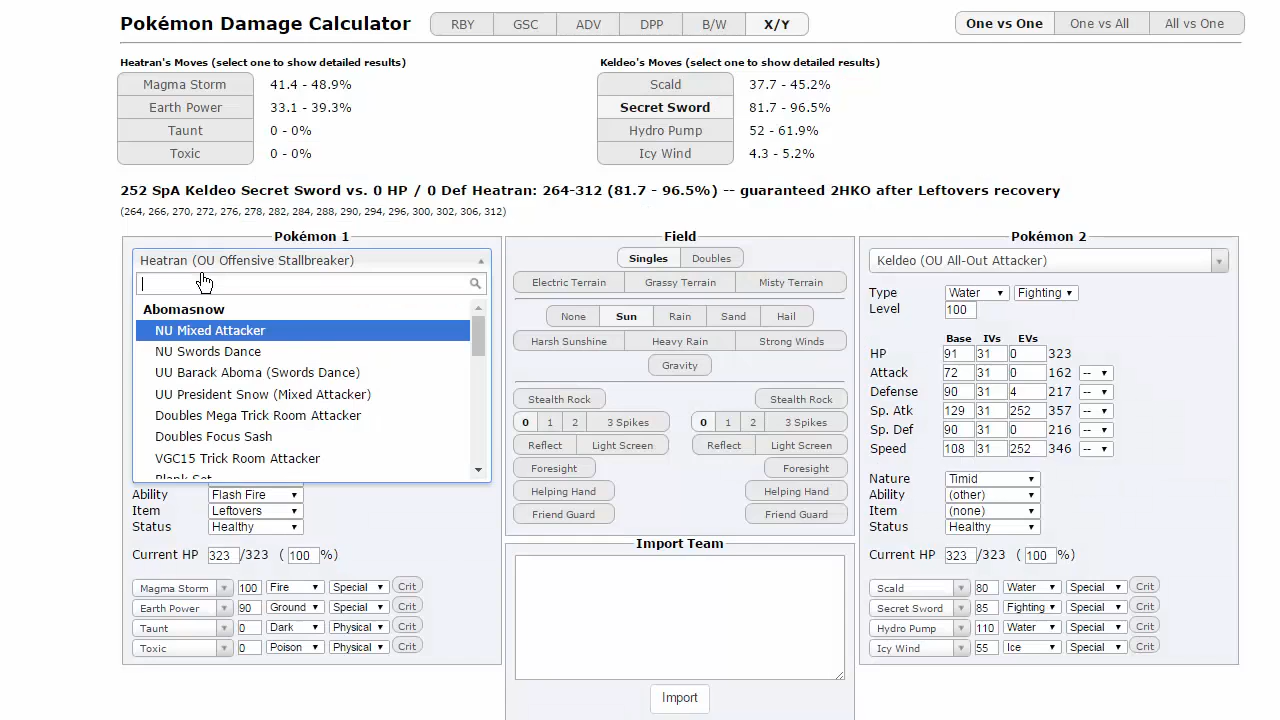 Pokémon Damage Calculator
RBY GSC ADV DPP B/W X/Y
One vs One One vs All All vs One
Heatran's Moves (select one to show detailed results)
Magma Storm 41.4 - 48.9%
Earth Power 33.1 - 39.3%
Taunt 0 - 0%
Toxic 0 - 0%
Keldeo's Moves (select one to show detailed results)
Scald 37.7 - 45.2%
Secret Sword 81.7 - 96.5%
Hydro Pump 52 - 61.9%
Icy Wind 4.3 - 5.2%
252 SpA Keldeo Secret Sword vs. 0 HP / 0 Def Heatran: 264-312 (81.7 - 96.5%) -- guaranteed 2HKO after Leftovers recovery
(264, 266, 270, 272, 276, 278, 282, 284, 288, 290, 294, 296, 300, 302, 306, 312)
Pokémon 1
Heatran (OU Offensive Stallbreaker)
Abomasnow
NU Mixed Attacker
NU Swords Dance
UU Barack Aboma (Swords Dance)
UU President Snow (Mixed Attacker)
Doubles Mega Trick Room Attacker
Doubles Focus Sash
VGC15 Trick Room Attacker
Blank Set
Ability Flash Fire
Item Leftovers
Status Healthy
Current HP 323 /323 ( 100 %)
Magma Storm 100 Fire Special Crit
Earth Power 90 Ground Special Crit
Taunt 0 Dark Physical Crit
Toxic 0 Poison Physical Crit
Field
Singles Doubles
Electric Terrain Grassy Terrain Misty Terrain
None Sun Rain Sand Hail
Harsh Sunshine Heavy Rain Strong Winds
Gravity
Stealth Rock Stealth Rock
0 1 2 3 Spikes 0 1 2 3 Spikes
Reflect Light Screen Reflect Light Screen
Foresight Foresight
Helping Hand Helping Hand
Friend Guard Friend Guard
Import Team
Import
Pokémon 2
Keldeo (OU All-Out Attacker)
Type Water Fighting
Level 100
Base IVs EVs
HP 91 31 0 323
Attack 72 31 0 162 --
Defense 90 31 4 217 --
Sp. Atk 129 31 252 357 --
Sp. Def 90 31 0 216 --
Speed 108 31 252 346 --
Nature Timid
Ability (other)
Item (none)
Status Healthy
Current HP 323 /323 ( 100 %)
Scald 80 Water Special Crit
Secret Sword 85 Fighting Special Crit
Hydro Pump 110 Water Special Crit
Icy Wind 55 Ice Special Crit